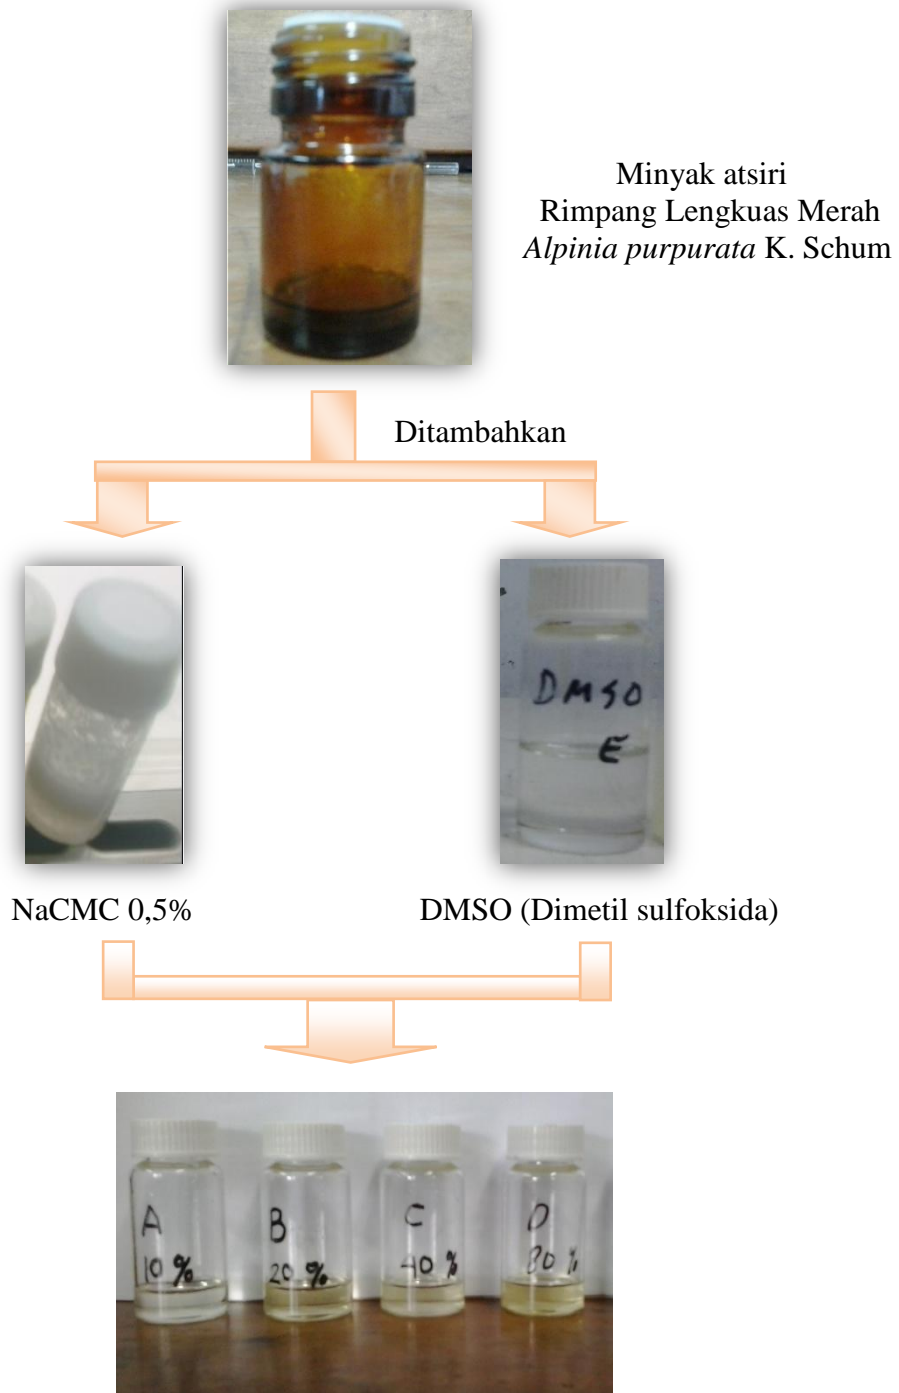 Minyak atsiri
Rimpang Lengkuas Merah
Alpinia purpurata K. Schum
Ditambahkan
DMSO
E
NaCMC 0,5%
DMSO (Dimetil sulfoksida)
A
10 %
B
20 %
C
40 %
D
80 %